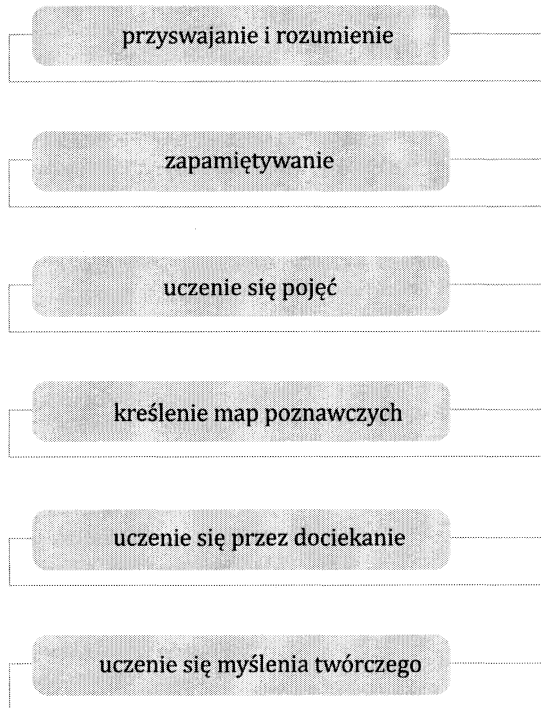 przyswajanie i rozumienie
zapamiętywanie
uczenie się pojęć
kreślenie map poznawczych
uczenie się przez dociekanie
uczenie się myślenia twórczego